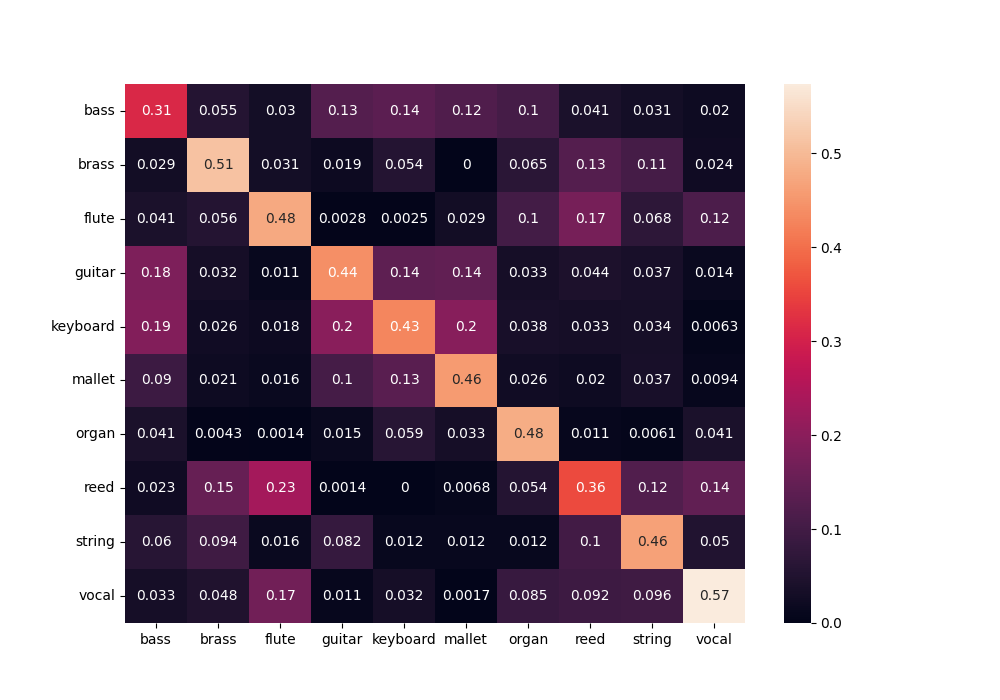 bass 0.31 0.055 0.03 0.13 0.14 0.12 0.1 0.041 0.031 0.02
brass 0.029 0.51 0.031 0.019 0.054 0 0.065 0.13 0.11 0.024
flute 0.041 0.056 0.48 0.0028 0.0025 0.029 0.1 0.17 0.068 0.12
guitar 0.18 0.032 0.011 0.44 0.14 0.14 0.033 0.044 0.037 0.014
keyboard 0.19 0.026 0.018 0.2 0.43 0.2 0.038 0.033 0.034 0.0063
mallet 0.09 0.021 0.016 0.1 0.13 0.46 0.026 0.02 0.037 0.0094
organ 0.041 0.0043 0.0014 0.015 0.059 0.033 0.48 0.011 0.0061 0.041
reed 0.023 0.15 0.23 0.0014 0 0.0068 0.054 0.36 0.12 0.14
string 0.06 0.094 0.016 0.082 0.012 0.012 0.012 0.1 0.46 0.05
vocal 0.033 0.048 0.17 0.011 0.032 0.0017 0.085 0.092 0.096 0.57
bass brass flute guitar keyboard mallet organ reed string vocal
0.5
0.4
0.3
0.2
0.1
0.0